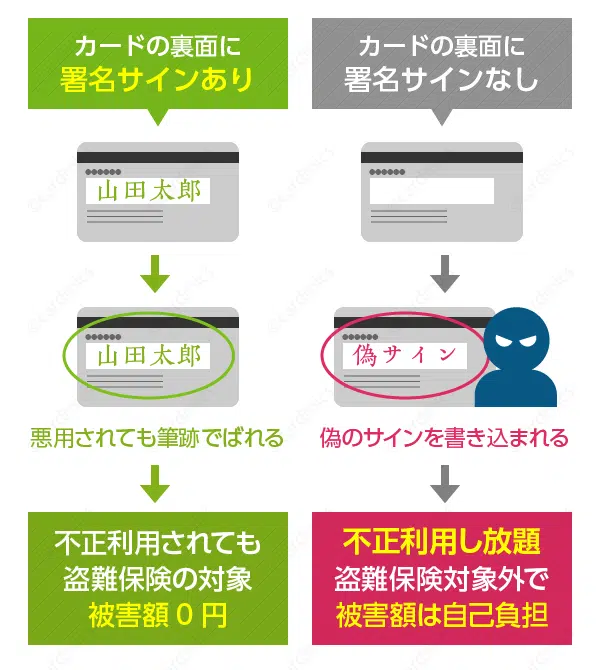 カードの裏面に
署名サインあり
山田太郎
山田太郎
悪用されても筆跡でばれる
不正利用されても
盗難保険の対象
被害額0円
カードの裏面に
署名サインなし
偽サイン
偽のサインを書き込まれる
不正利用し放題
盗難保険対象外で
被害額は自己負担